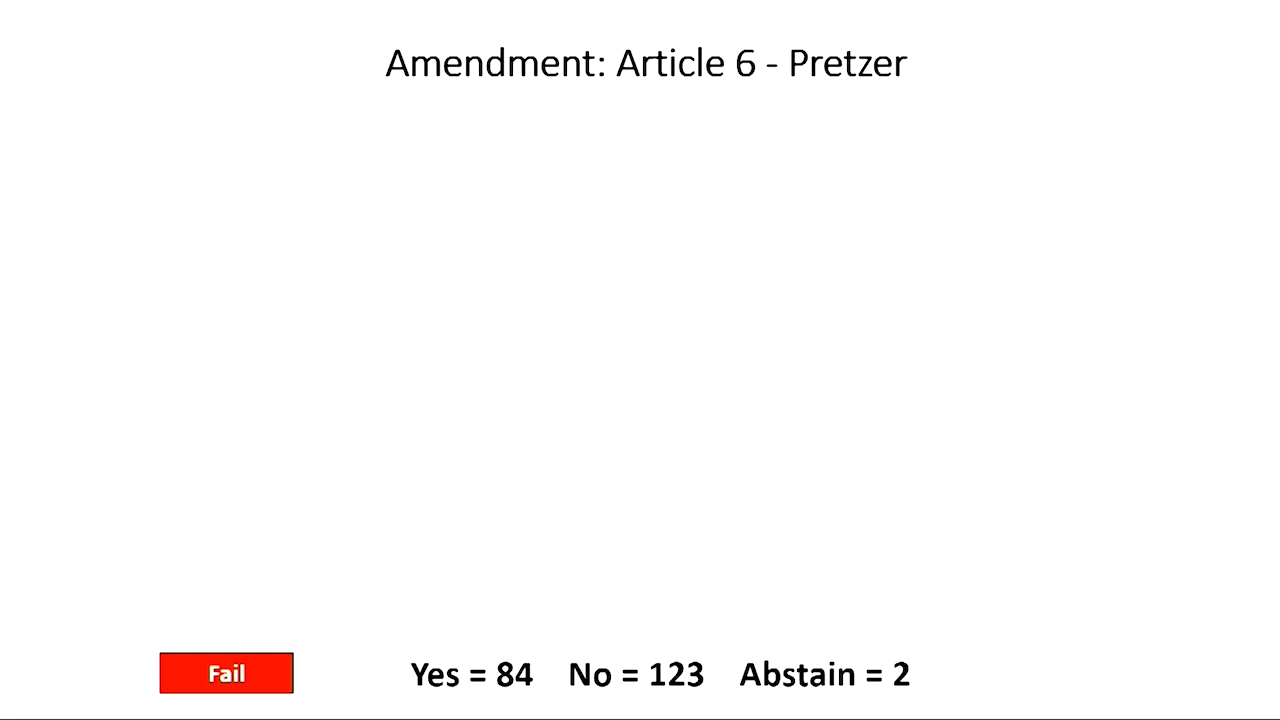 Amendment: Article 6 - Pretzer
Fail
Yes = 84 No = 123 Abstain = 2